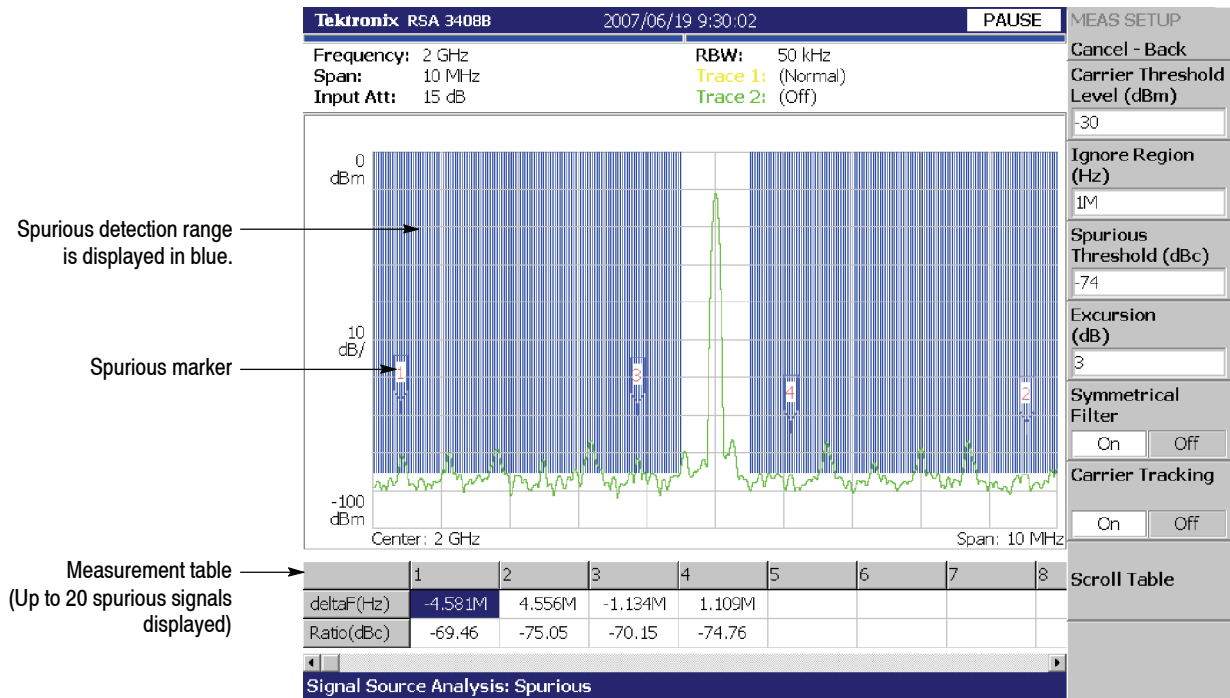 Tektronix RSA 3408B 2007/06/19 9:30:02 PAUSE
Frequency: 2 GHz RBW: 50 kHz
Span: 10 MHz Trace 1: (Normal)
Input Att: 15 dB Trace 2: (Off)
0
dBm
Spurious detection range
is displayed in blue.
10
dB/
Spurious marker
1
3
4
2
-100
dBm
Center: 2 GHz Span: 10 MHz
Measurement table
(Up to 20 spurious signals
displayed)
1 2 3 4 5 6 7 8
deltaF(Hz) -4.581M 4.556M -1.134M 1.109M
Ratio(dBc) -69.46 -75.05 -70.15 -74.76
Signal Source Analysis: Spurious
MEAS SETUP
Cancel - Back
Carrier Threshold
Level (dBm)
-30
Ignore Region
(Hz)
1M
Spurious
Threshold (dBc)
-74
Excursion
(dB)
3
Symmetrical
Filter
On Off
Carrier Tracking
On Off
Scroll Table